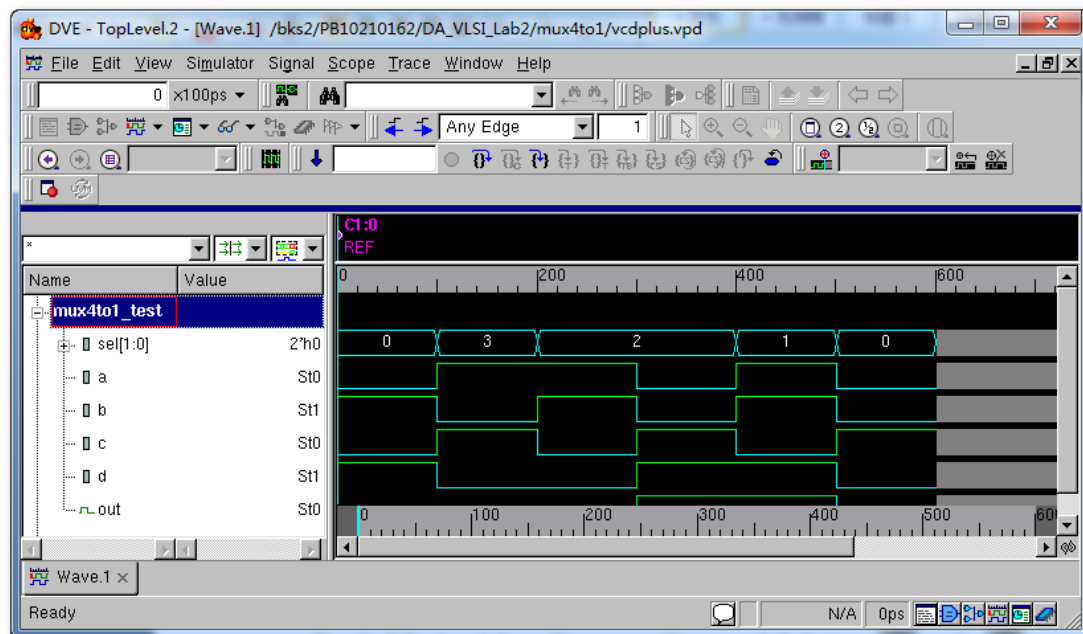 DVE - TopLevel.2 - [Wave.1] /bks2/PB10210162/DA_VLSI_Lab2/mux4to1/vcdplus.vpd
File Edit View Simulator Signal Scope Trace Window Help
0 x100ps
Any Edge 1
C1:0
REF
*
Name Value
0 200 400 600
mux4to1_test
sel[1:0] 2'h0 0 3 2 1 0
a St0
b St1
c St0
d St1
out St0
0 100 200 300 400 500 60
Wave.1
Ready N/A 0ps